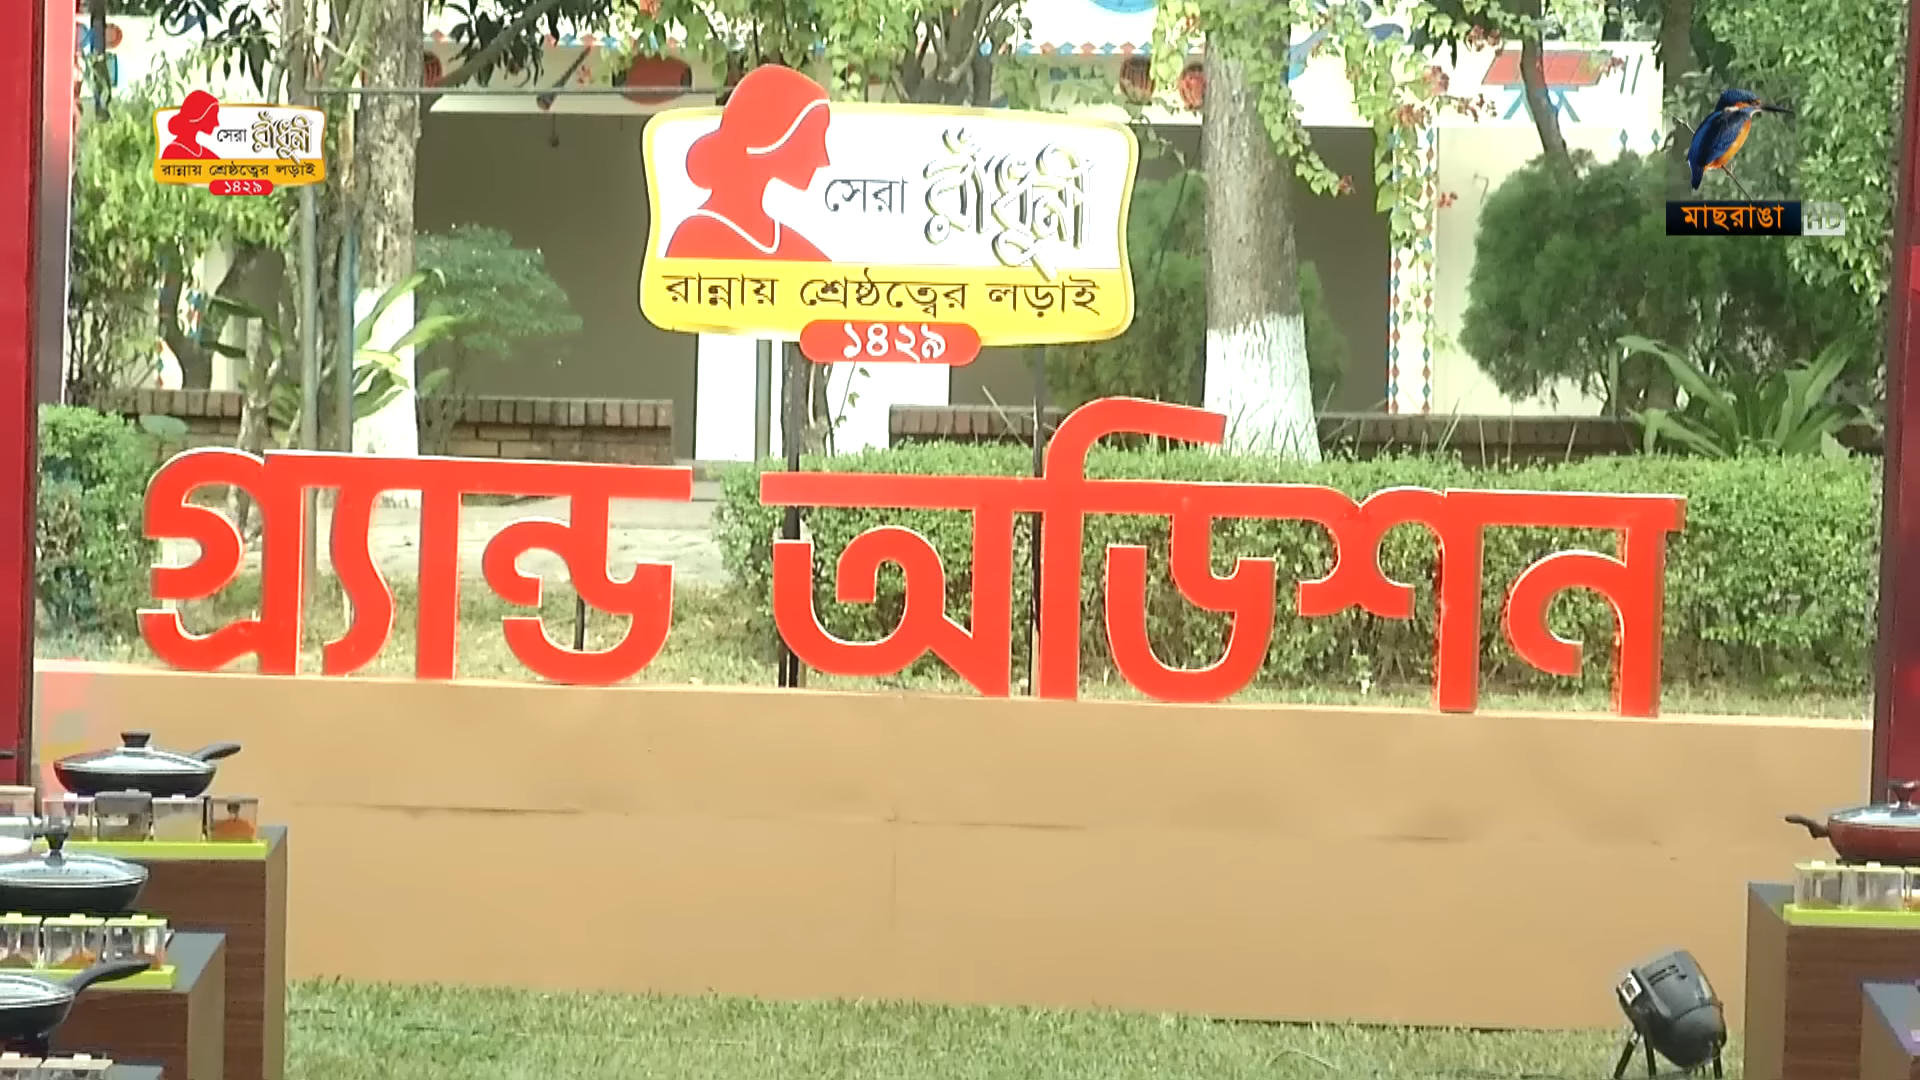 সেরা রাঁধুনী
রান্নায় শ্রেষ্ঠত্বের লড়াই
১৪২৯
সেরা রাঁধুনী
রান্নায় শ্রেষ্ঠত্বের লড়াই
১৪২৯
মাছরাঙা HD
গ্র্যান্ড অডিশন